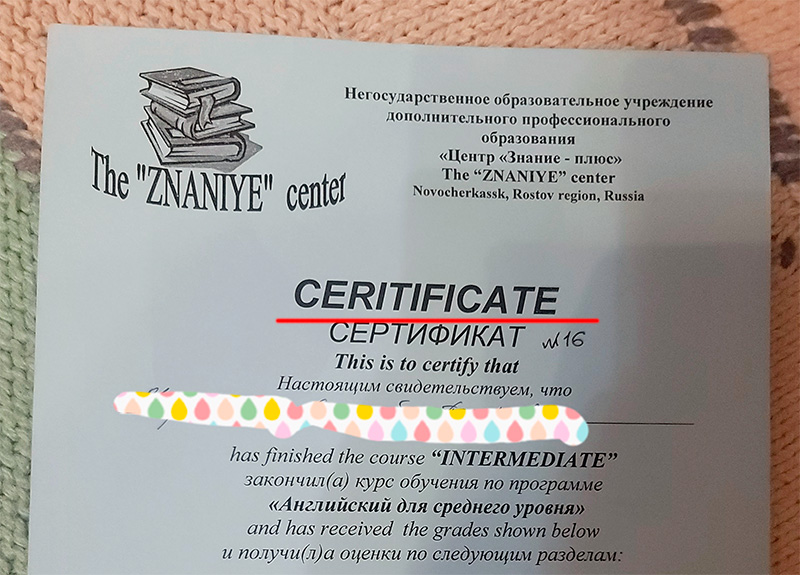 The "ZNANIYE" center
Негосударственное образовательное учреждение
дополнительного профессионального
образования
«Центр «Знание - плюс»
The “ZNANIYE” center
Novocherkassk, Rostov region, Russia
CERITIFICATE
СЕРТИФИКАТ №16
This is to certify that
Настоящим свидетельствуем, что
has finished the course “INTERMEDIATE”
закончил(а) курс обучения по программе
«Английский для среднего уровня»
and has received the grades shown below
и получи(л)а оценки по следующим разделам: